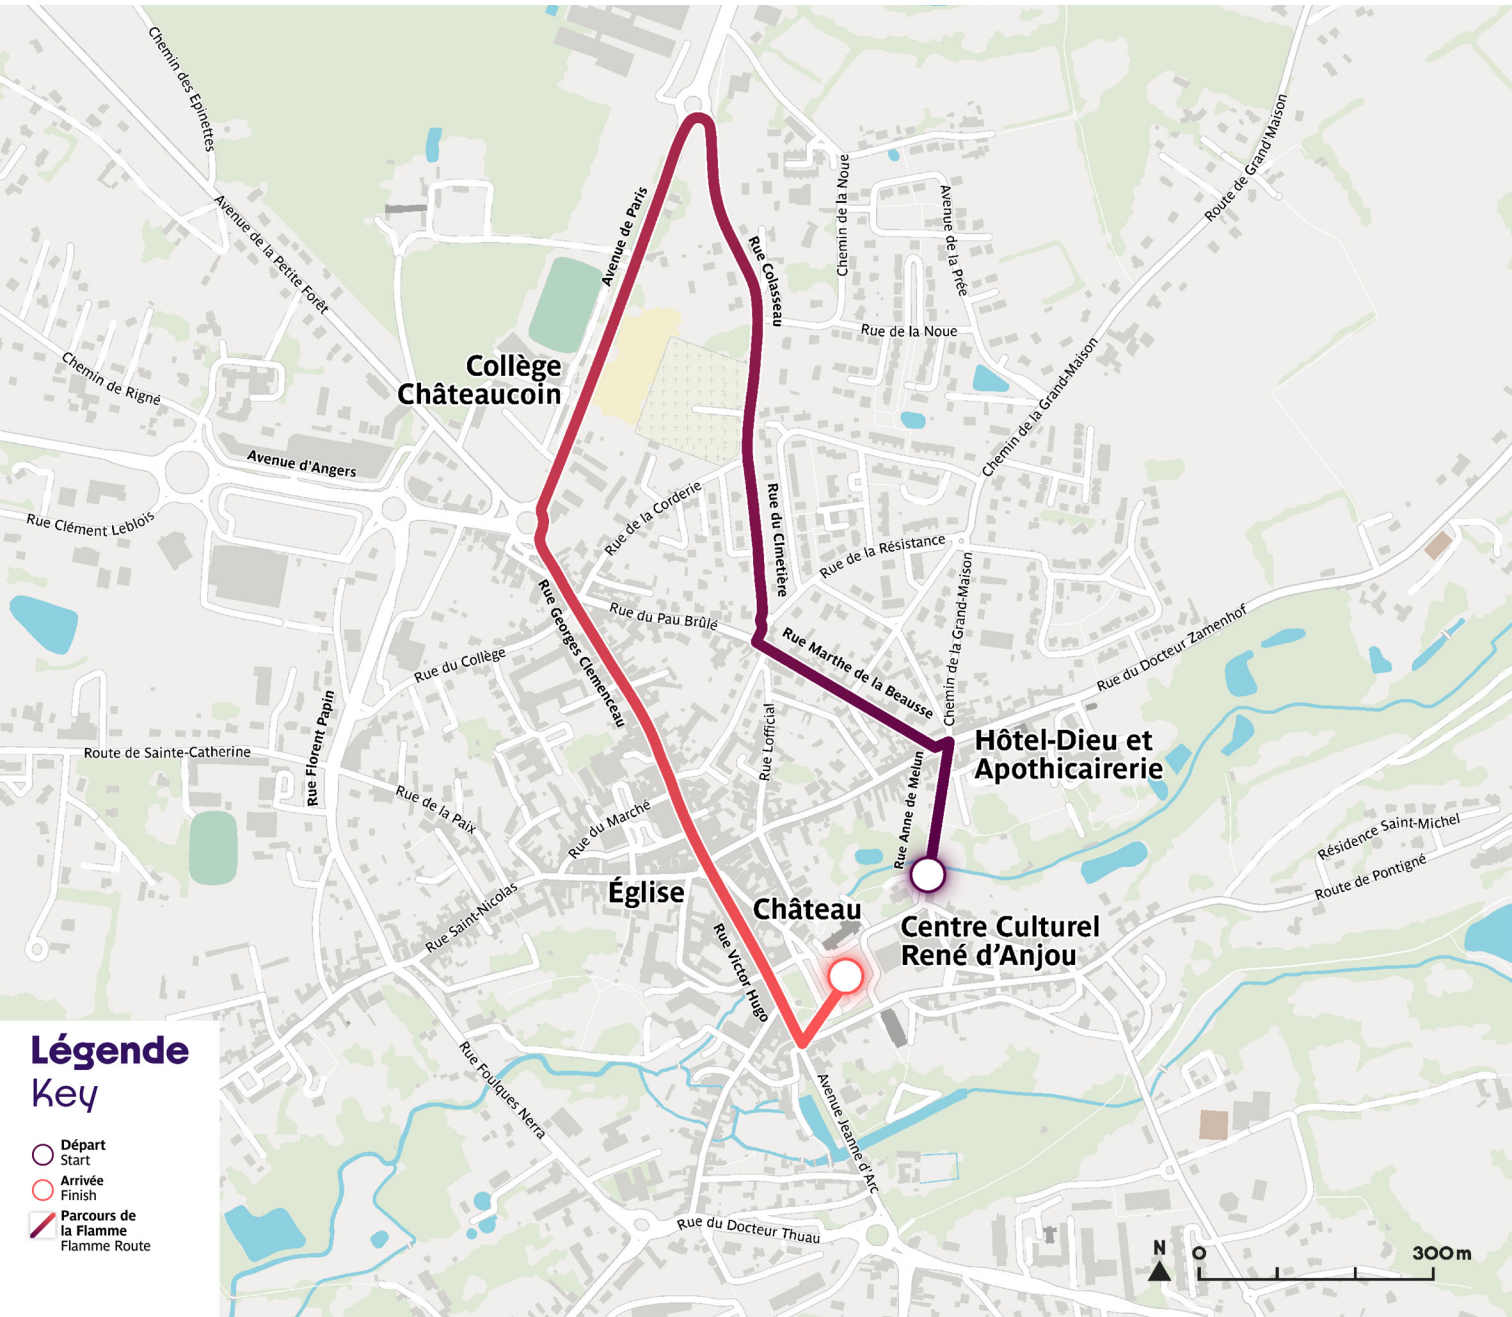 Chemin des Epinettes
Avenue de la Petite Forêt
Avenue de Paris
Rue Colasseau
Chemin de la Noue
Avenue de la Prée
Route de Grand'Maison
Rue de la Noue
Chemin de la Grand-Maison
Chemin de Rigné
Collège
Châteaucoin
Avenue d'Angers
Rue Clément Leblois
Rue de la Corderie
Rue du CImetière
Rue de la Résistance
Rue du Pau Brûlé
Rue Georges Clemenceau
Rue Marthe de la Beausse
Chemin de la Grand-Maison
Rue du Docteur Zamenhof
Rue du Collège
Rue Florent Papin
Route de Sainte-Catherine
Rue Lofficial
Hôtel-Dieu et
Apothicairerie
Rue Anne de Melun
Rue de la Paix
Rue du Marché
Résidence Saint-Michel
Route de Pontigné
Rue Saint-Nicolas
Église
Château
Centre Culturel
René d'Anjou
Rue Victor Hugo
Rue Foulques Nerra
Avenue Jeanne d'Arc
Rue du Docteur Thuau
Légende
Key
Départ
Start
Arrivée
Finish
Parcours de
la Flamme
Flamme Route
N 0 300m